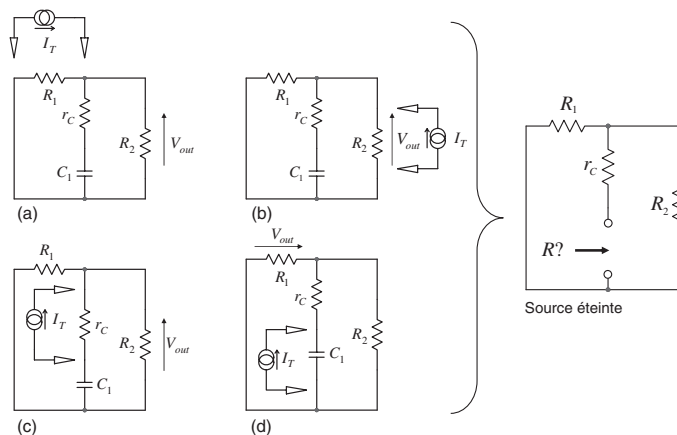 I_T
R_1
r_C
R_2
V_out
C_1
(a)
R_1
r_C
V_out
I_T
R_2
C_1
(b)
R_1
I_T
r_C
R_2
V_out
C_1
(c)
V_out
R_1
r_C
R_2
I_T
C_1
(d)
R_1
r_C
R_2
R?
Source éteinte